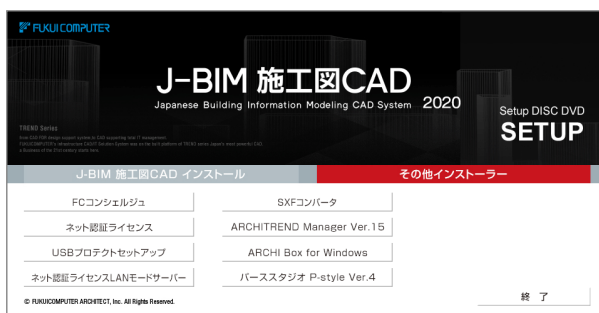 FUKUI COMPUTER
J-BIM 施工図CAD 2020
Japanese Building Information Modeling CAD System
Setup DISC DVD
SETUP
TREND Series
J-BIM 施工図CAD インストール
その他インストーラー
FCコンシェルジュ
SXFコンバータ
ネット認証ライセンス
ARCHITREND Manager Ver.15
USBプロテクトセットアップ
ARCHI Box for Windows
ネット認証ライセンスLANモードサーバー
パーススタジオ P-style Ver.4
© FUKUICOMPUTER ARCHITECT, Inc. All Rights Reserved.
終 了